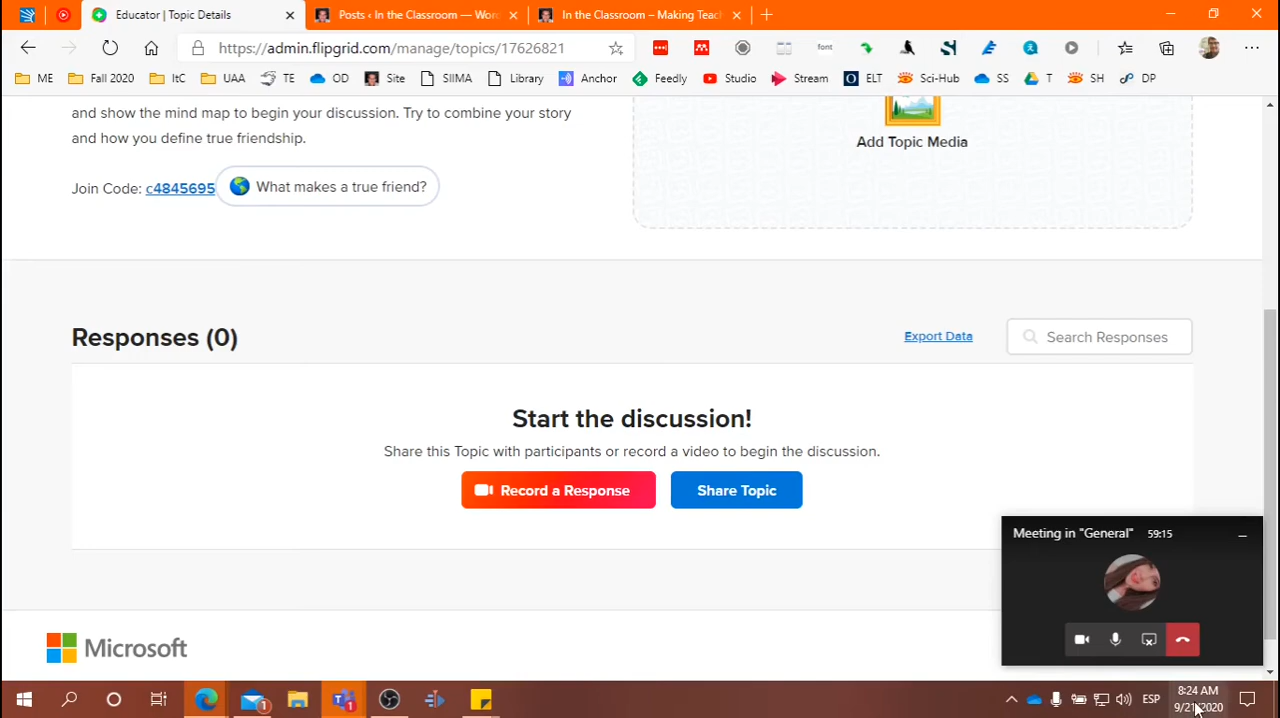 Educator | Topic Details
Posts ‹ In the Classroom — Wor
In the Classroom – Making Teac
https://admin.flipgrid.com/manage/topics/17626821
font
ME
Fall 2020
ItC
UAA
TE
OD
Site
SIIMA
Library
Anchor
Feedly
Studio
Stream
ELT
Sci-Hub
SS
T
SH
DP
and show the mind map to begin your discussion. Try to combine your story
and how you define true friendship.
Add Topic Media
Join Code: c4845695
What makes a true friend?
Responses (0)
Export Data
Search Responses
Start the discussion!
Share this Topic with participants or record a video to begin the discussion.
Record a Response
Share Topic
Meeting in "General" 59:15
Microsoft
ESP
8:24 AM
9/21/2020